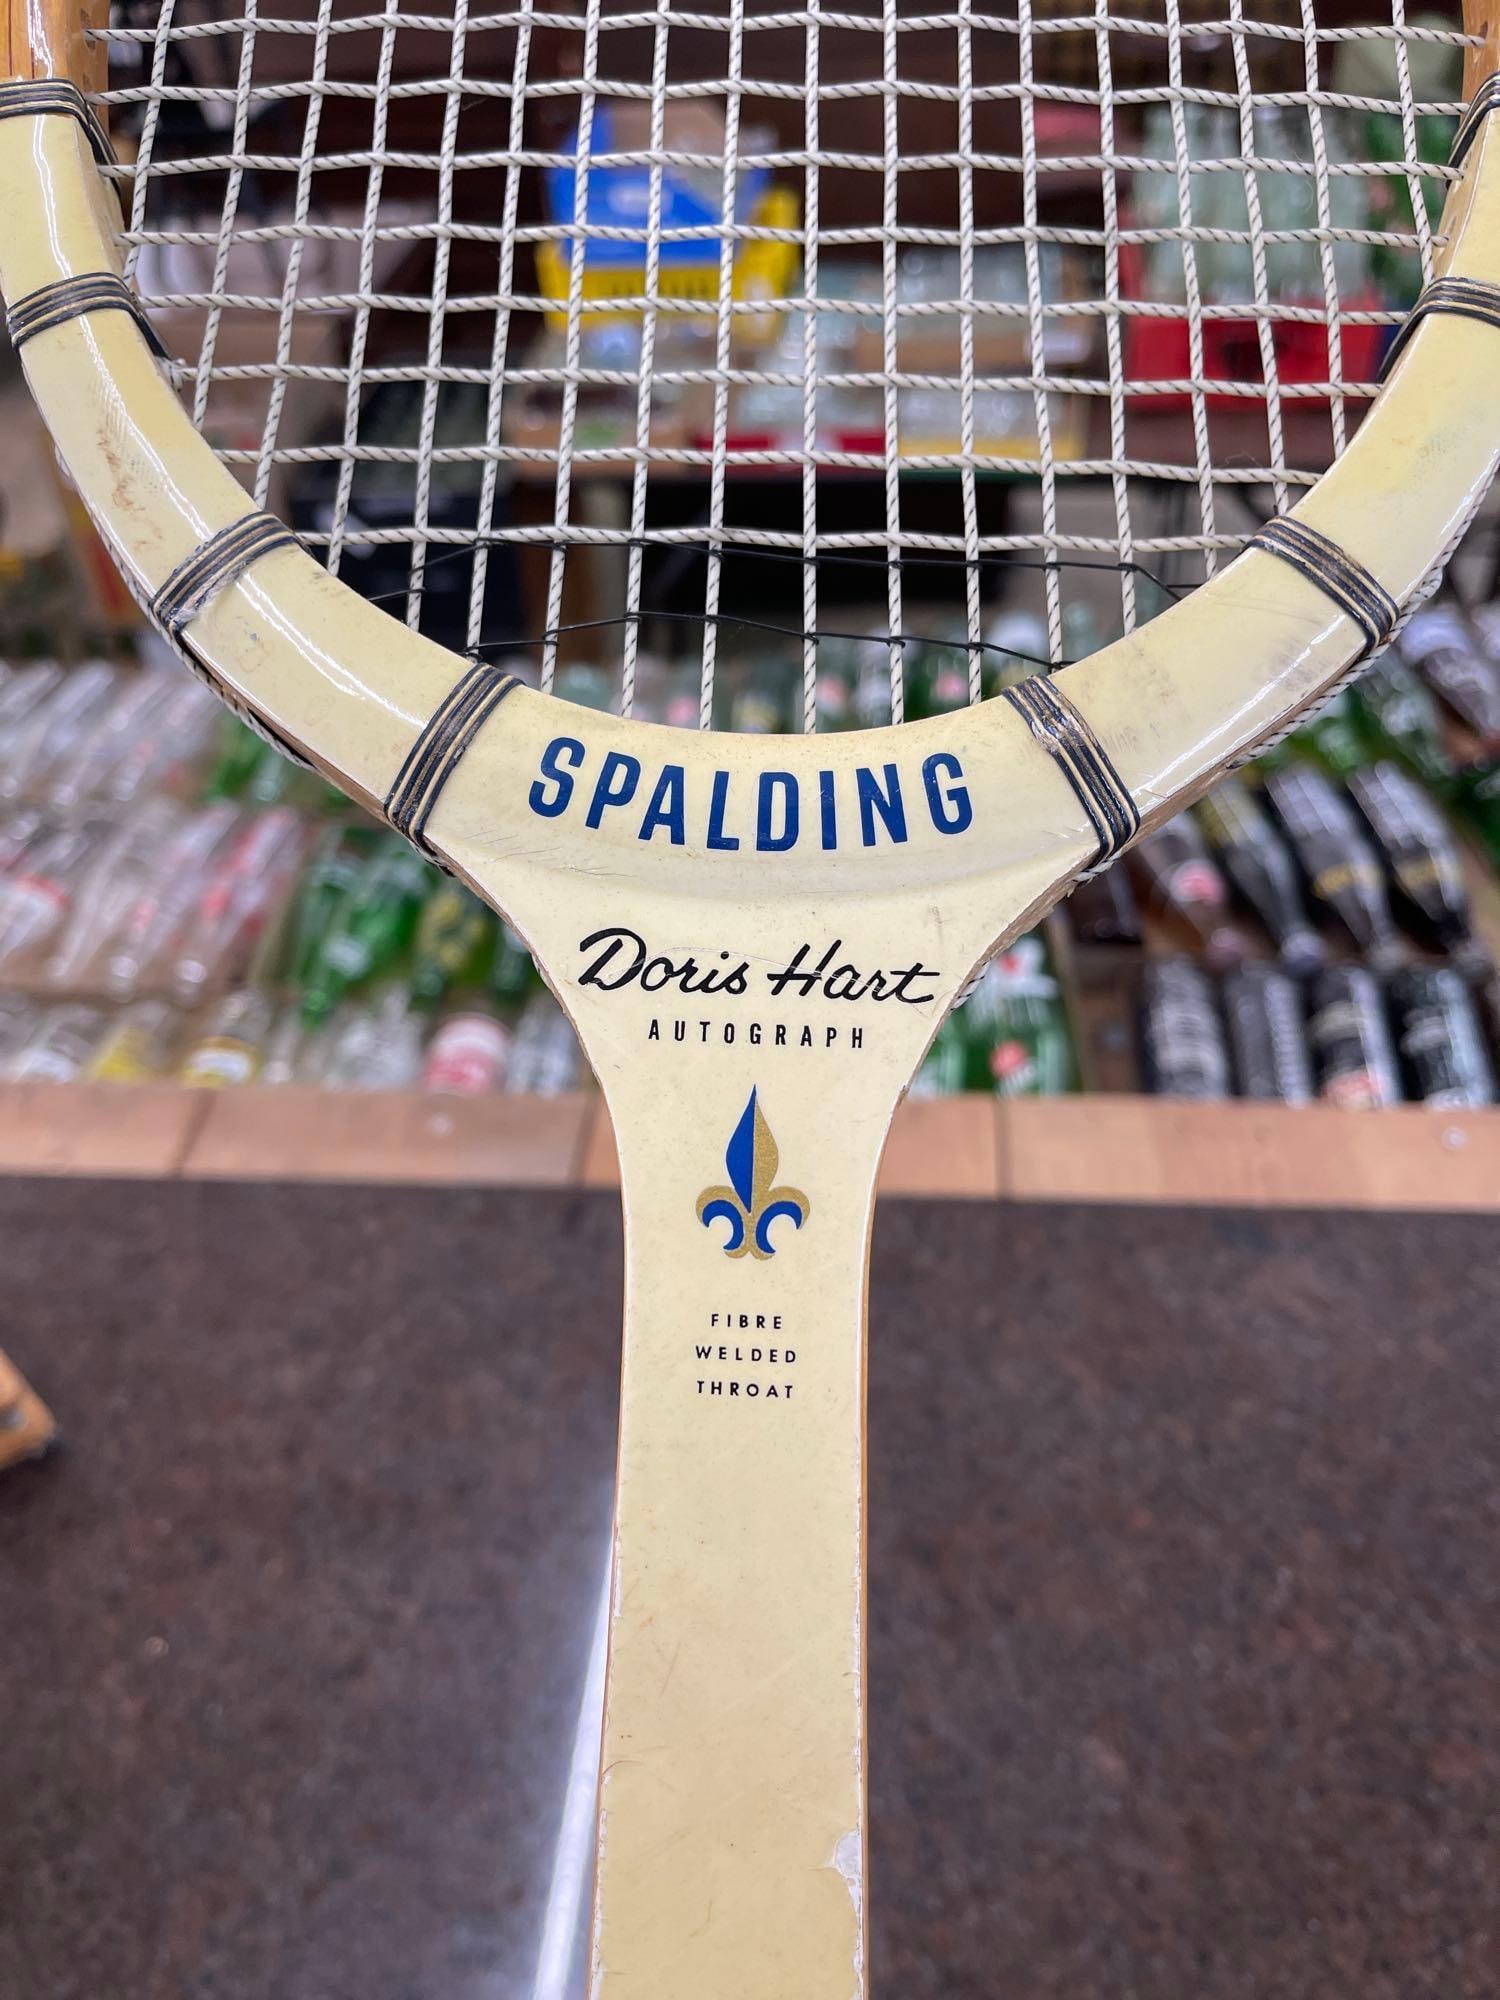 SPALDING
Doris Hart
AUTOGRAPH
FIBRE
WELDED
THROAT